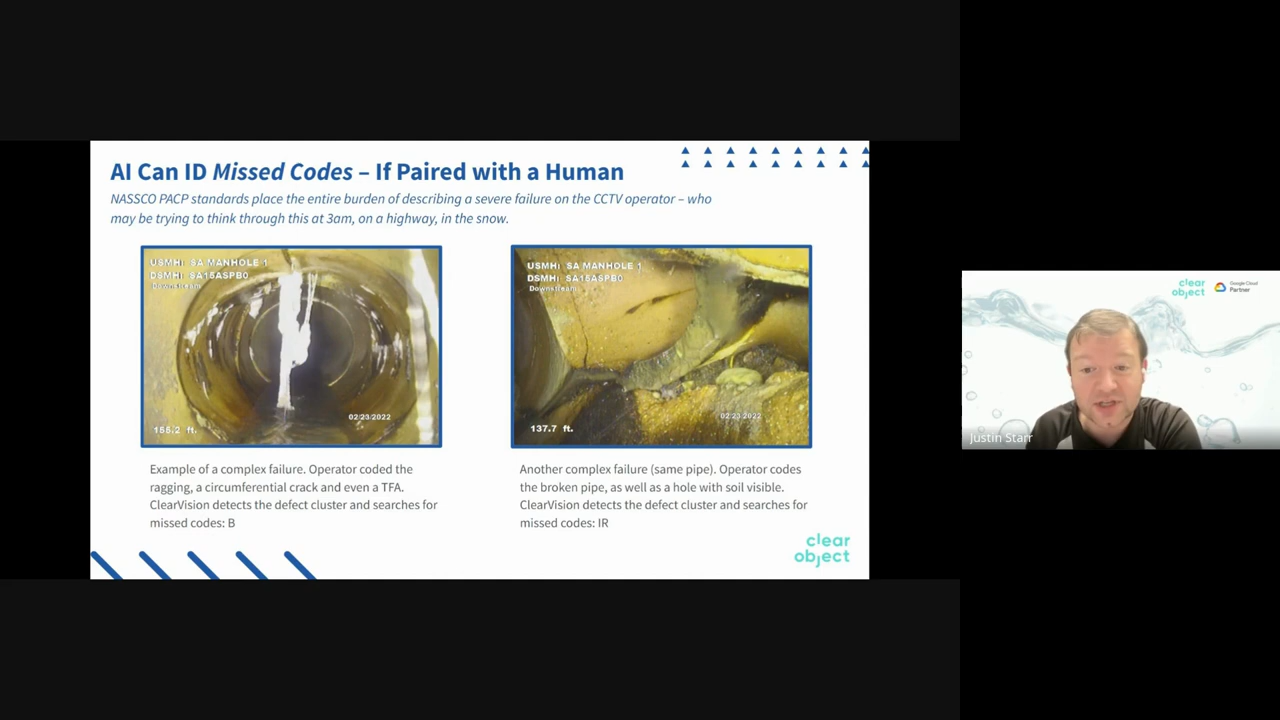 AI Can ID Missed Codes – If Paired with a Human
NASSCO PACP standards place the entire burden of describing a severe failure on the CCTV operator – who
may be trying to think through this at 3am, on a highway, in the snow.
USMH: SA MANHOLE 1
DSMH: SA15ASPB0
Downstream
02/23/2022
155.2 ft.
USMH: SA MANHOLE 1
DSMH: SA15ASPB0
Downstream
02/23/2022
137.7 ft.
Example of a complex failure. Operator coded the
ragging, a circumferential crack and even a TFA.
ClearVision detects the defect cluster and searches for
missed codes: B
Another complex failure (same pipe). Operator codes
the broken pipe, as well as a hole with soil visible.
ClearVision detects the defect cluster and searches for
missed codes: IR
clear
object
clear
object
Google Cloud
Partner
Justin Starr